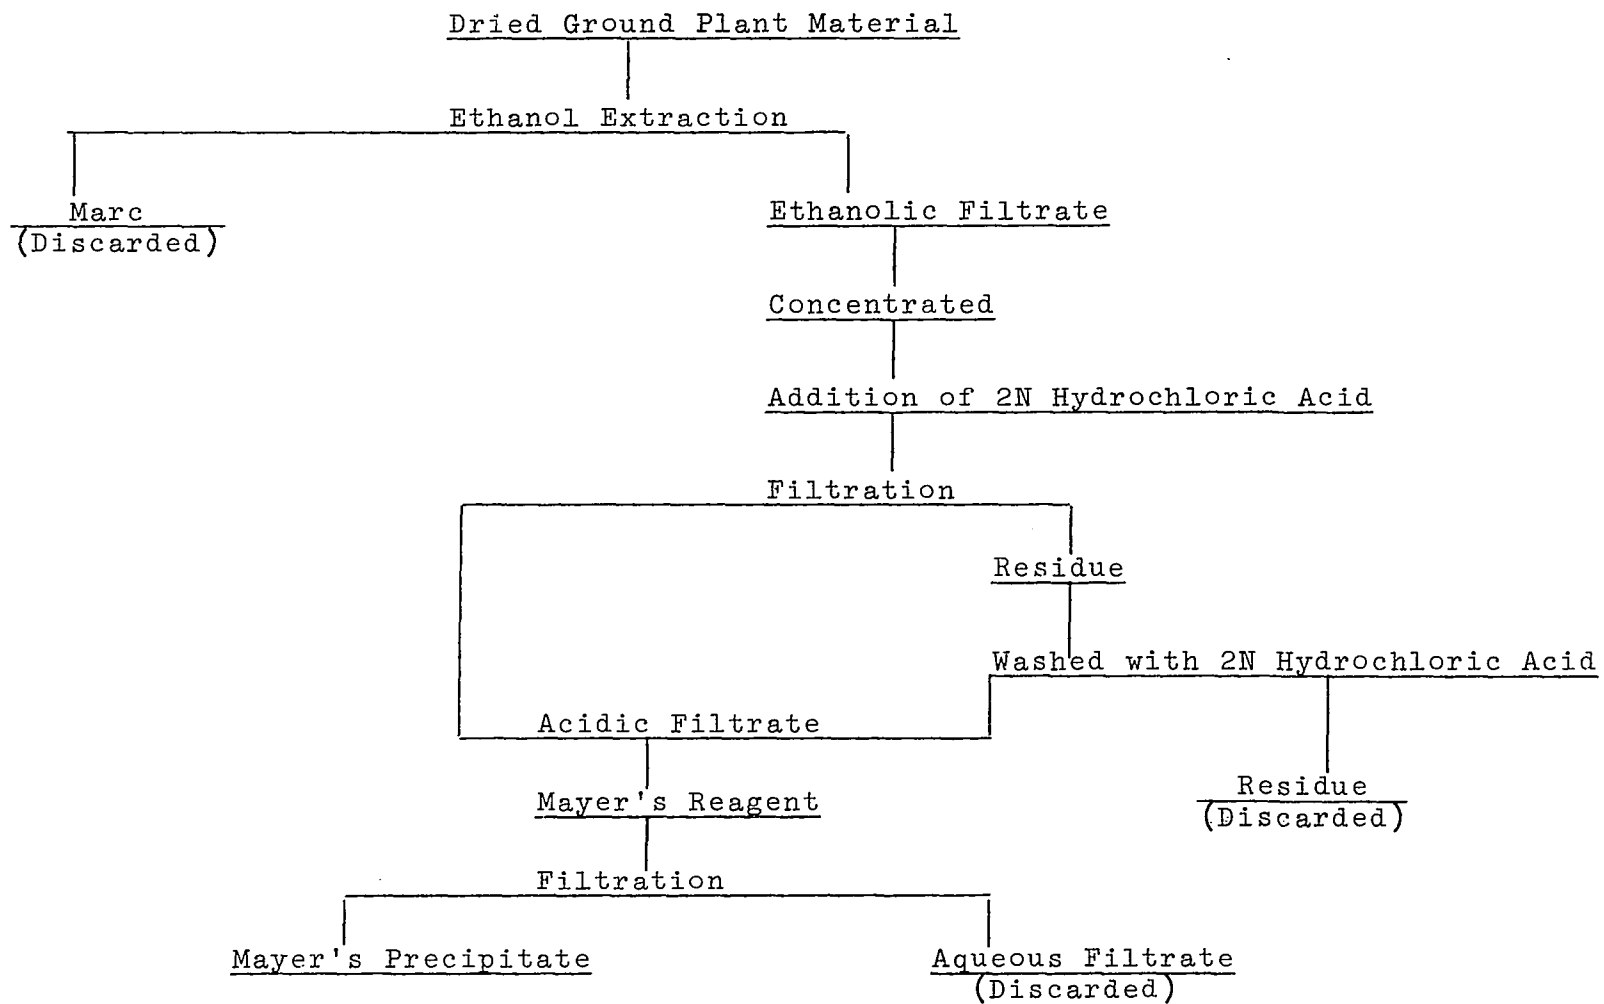 Dried Ground Plant Material
Ethanol Extraction
Marc
(Discarded)
Ethanolic Filtrate
Concentrated
Addition of 2N Hydrochloric Acid
Filtration
Residue
Washed with 2N Hydrochloric Acid
Acidic Filtrate
Mayer's Reagent
Residue
(Discarded)
Filtration
Mayer's Precipitate
Aqueous Filtrate
(Discarded)